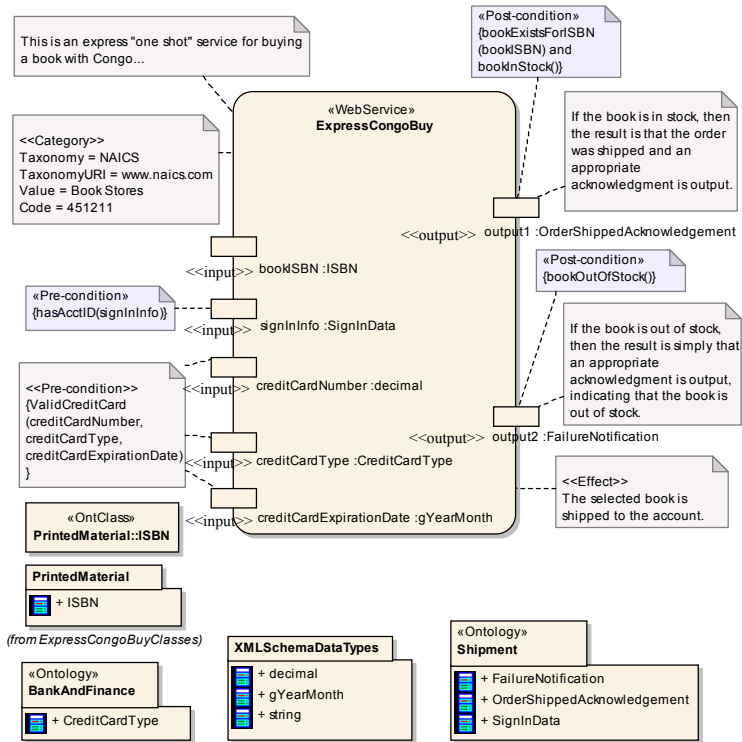 This is an express "one shot" service for buying
a book with Congo...
«Post-condition»
{bookExistsForISBN
(bookISBN) and
bookInStock()}
<<Category>>
Taxonomy = NAICS
TaxonomyURI = www.naics.com
Value = Book Stores
Code = 451211
«WebService»
ExpressCongoBuy
If the book is in stock, then
the result is that the order
was shipped and an
appropriate
acknowledgment is output.
<<output>> output1 :OrderShippedAcknowledgement
<<input>> bookISBN :ISBN
«Post-condition»
{bookOutOfStock()}
«Pre-condition»
{hasAcctID(signInInfo)}
<<input>> signInInfo :SignInData
If the book is out of stock,
then the result is simply that
an appropriate
acknowledgment is output,
indicating that the book is
out of stock.
<<Pre-condition>>
{ValidCreditCard
(creditCardNumber,
creditCardType,
creditCardExpirationDate)
}
<<input>> creditCardNumber :decimal
<<output>> output2 :FailureNotification
<<input>> creditCardType :CreditCardType
<<Effect>>
The selected book is
shipped to the account.
<<input>> creditCardExpirationDate :gYearMonth
«OntClass»
PrintedMaterial::ISBN
PrintedMaterial
+ ISBN
(from ExpressCongoBuyClasses)
«Ontology»
BankAndFinance
+ CreditCardType
XMLSchemaDataTypes
+ decimal
+ gYearMonth
+ string
«Ontology»
Shipment
+ FailureNotification
+ OrderShippedAcknowledgement
+ SignInData